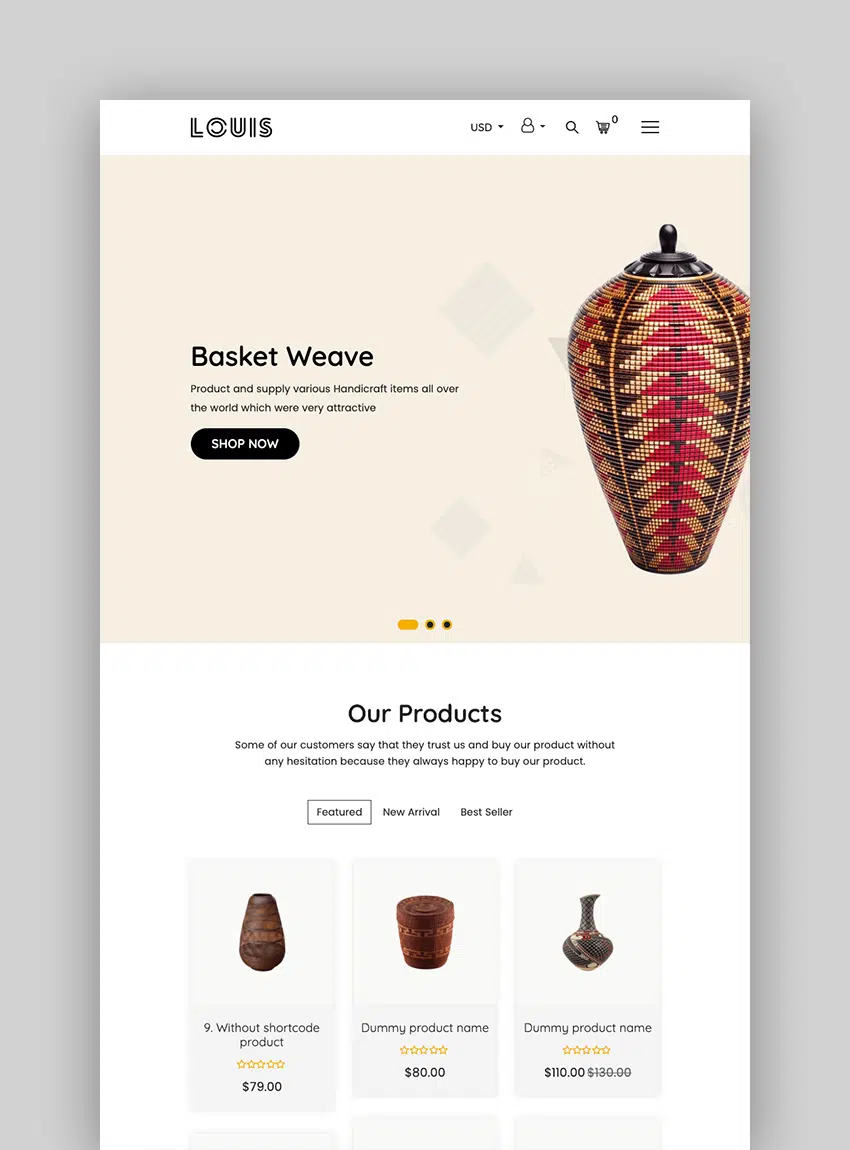 LOUIS
USD
0
Basket Weave
Product and supply various Handicraft items all over
the world which were very attractive
SHOP NOW
Our Products
Some of our customers say that they trust us and buy our product without
any hesitation because they always happy to buy our product.
Featured
New Arrival
Best Seller
9. Without shortcode
product
$79.00
Dummy product name
$80.00
Dummy product name
$110.00 $130.00